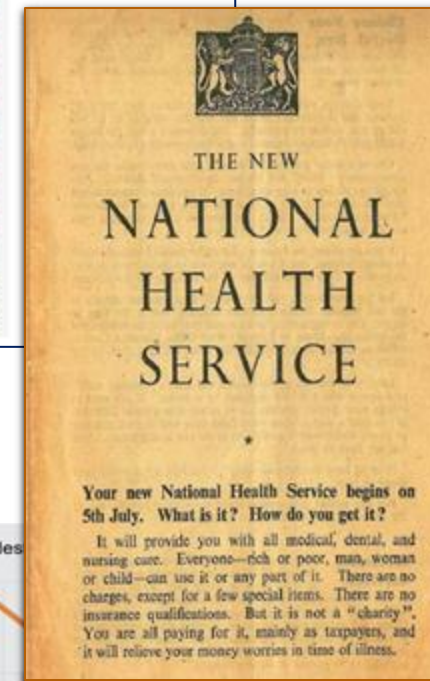 THE NEW
NATIONAL
HEALTH
SERVICE
*
Your new National Health Service begins on
5th July. What is it? How do you get it?
It will provide you with all medical, dental, and
nursing care. Everyone—rich or poor, man, woman
or child—can use it or any part of it. There are no
charges, except for a few special items. There are no
insurance qualifications. But it is not a "charity".
You are all paying for it, mainly as taxpayers, and
it will relieve your money worries in time of illness.